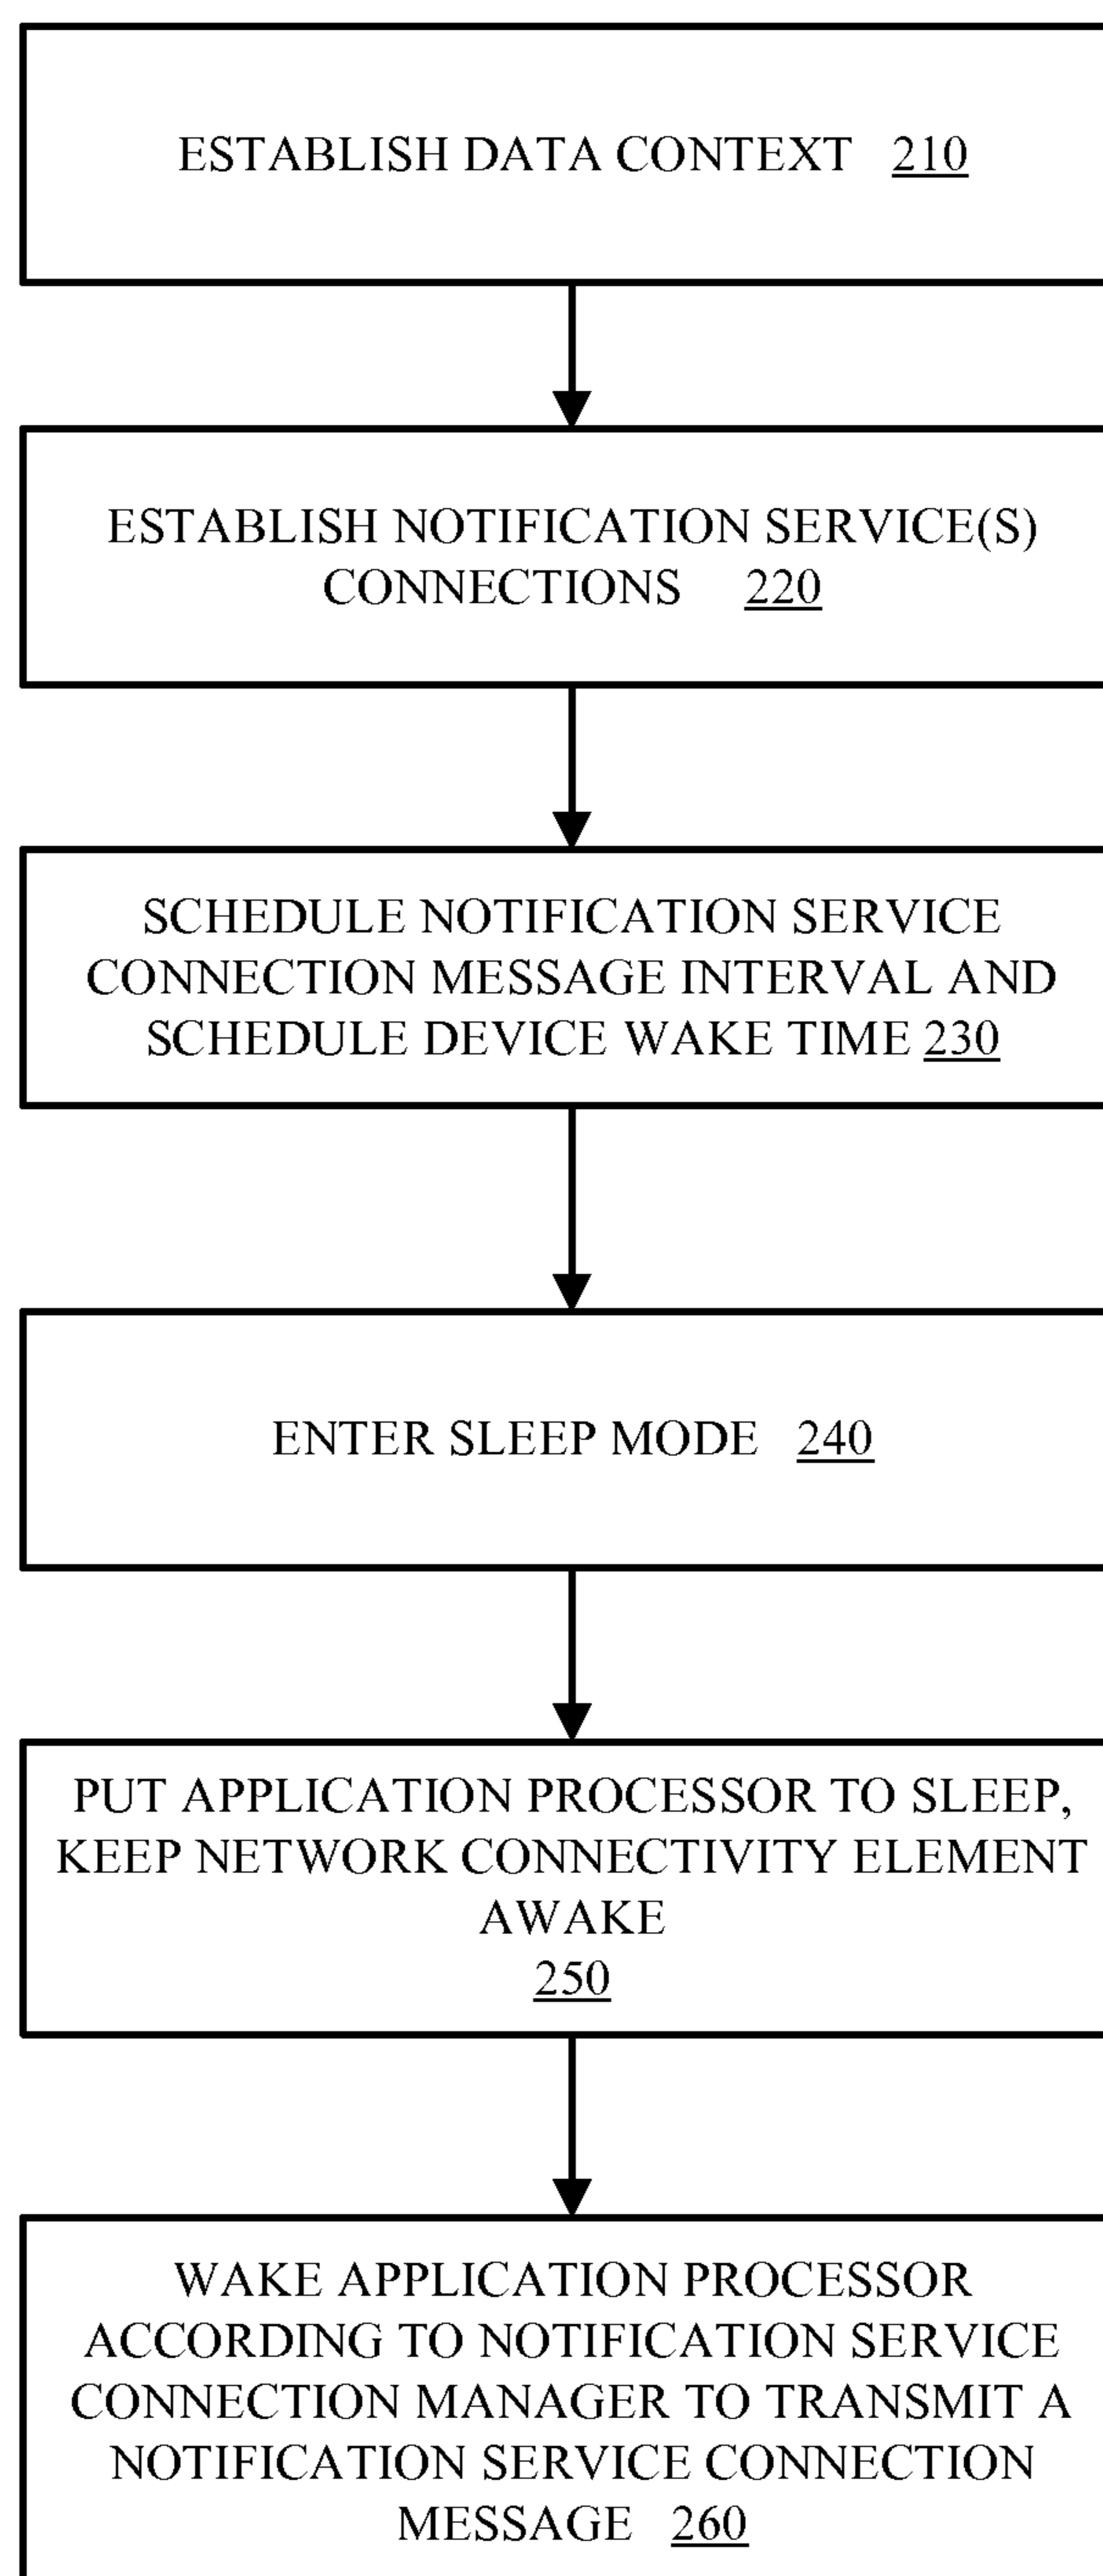 ESTABLISH DATA CONTEXT 210
ESTABLISH NOTIFICATION SERVICE(S)
CONNECTIONS 220
SCHEDULE NOTIFICATION SERVICE
CONNECTION MESSAGE INTERVAL AND
SCHEDULE DEVICE WAKE TIME 230
ENTER SLEEP MODE 240
PUT APPLICATION PROCESSOR TO SLEEP,
KEEP NETWORK CONNECTIVITY ELEMENT
AWAKE
250
WAKE APPLICATION PROCESSOR
ACCORDING TO NOTIFICATION SERVICE
CONNECTION MANAGER TO TRANSMIT A
NOTIFICATION SERVICE CONNECTION
MESSAGE 260